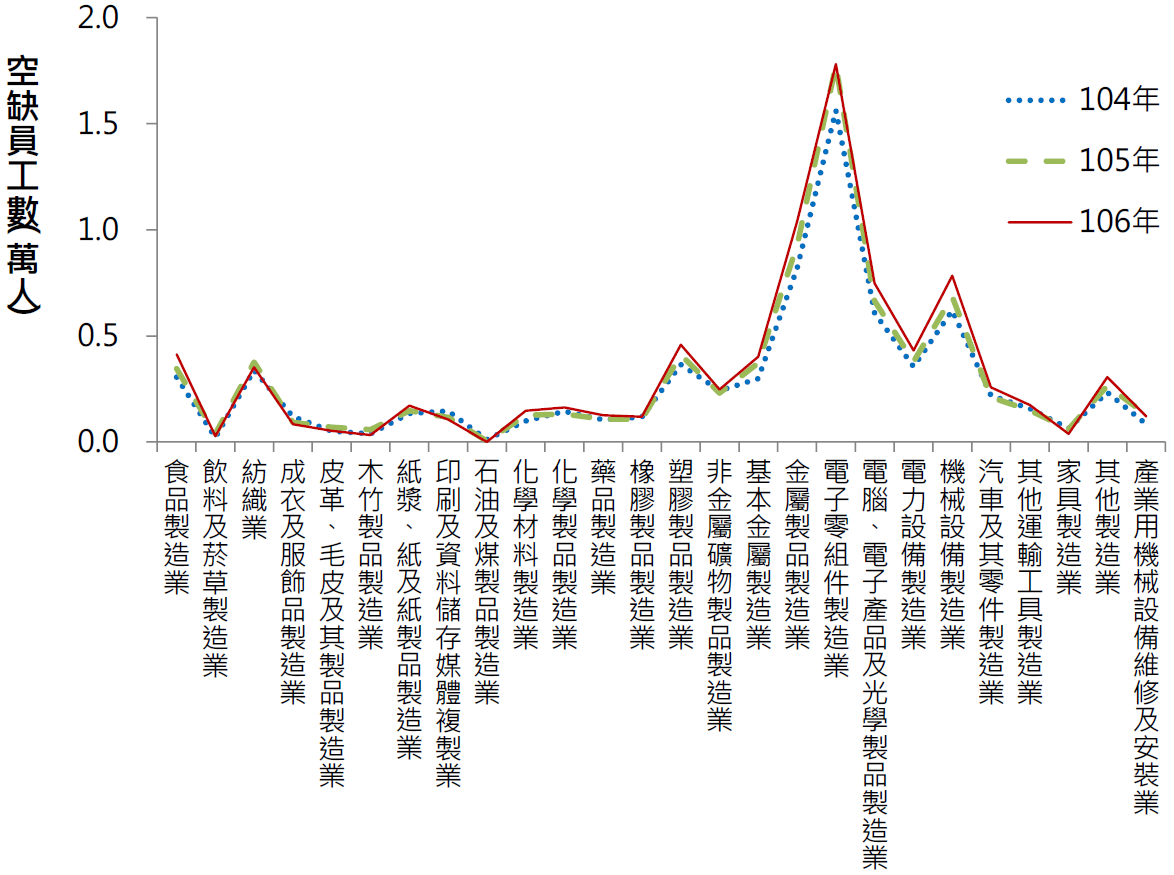 空缺員工數(萬人)
2.0
1.5
1.0
0.5
0.0
104年
105年
106年
食品製造業
飲料及菸草製造業
紡織業
成衣及服飾品製造業
皮革、毛皮及其製品製造業
木竹製品製造業
紙漿、紙及紙製品製造業
印刷及資料儲存媒體複製業
石油及煤製品製造業
化學材料製造業
化學製品製造業
藥品製造業
橡膠製品製造業
塑膠製品製造業
非金屬礦物製品製造業
基本金屬製造業
金屬製品製造業
電子零組件製造業
電腦、電子產品及光學製品製造業
電力設備製造業
機械設備製造業
汽車及其零件製造業
其他運輸工具製造業
家具製造業
其他製造業
產業用機械設備維修及安裝業